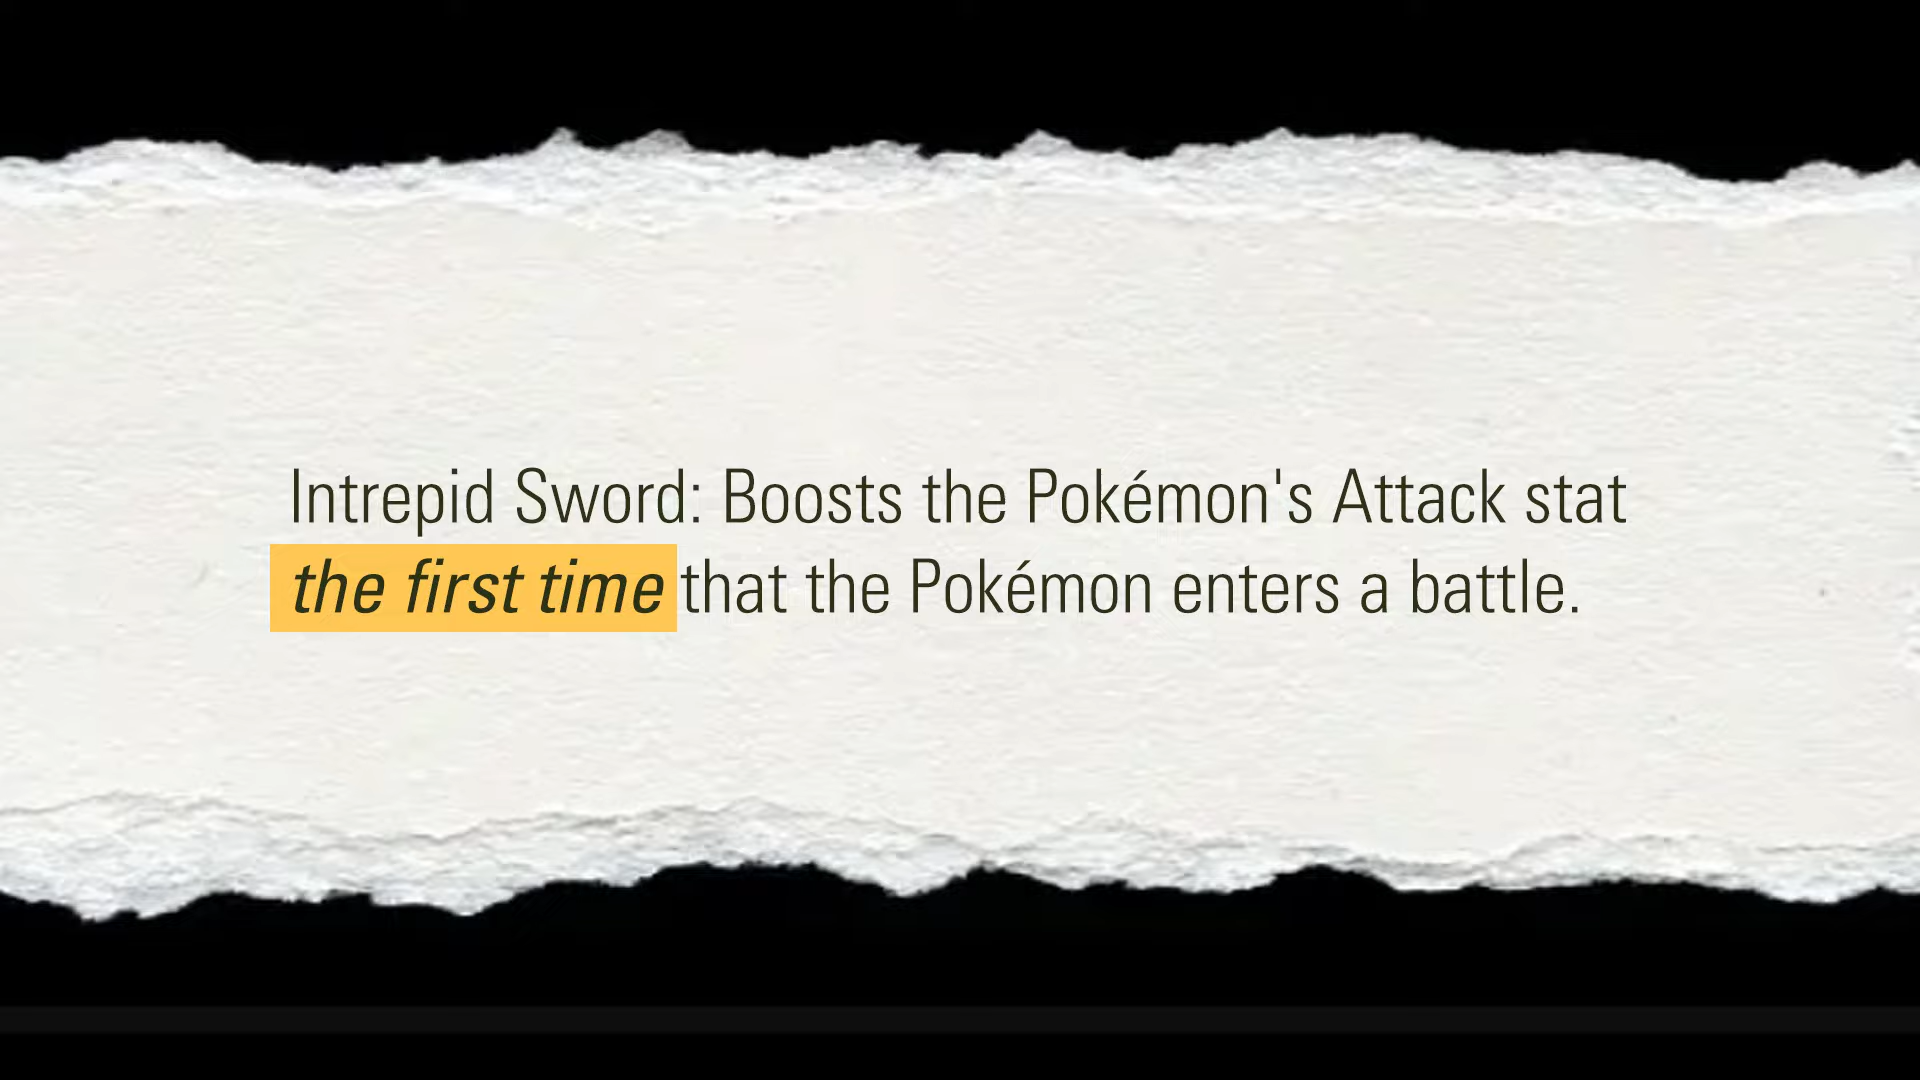 Intrepid Sword: Boosts the Pokémon's Attack stat
the first time that the Pokémon enters a battle.